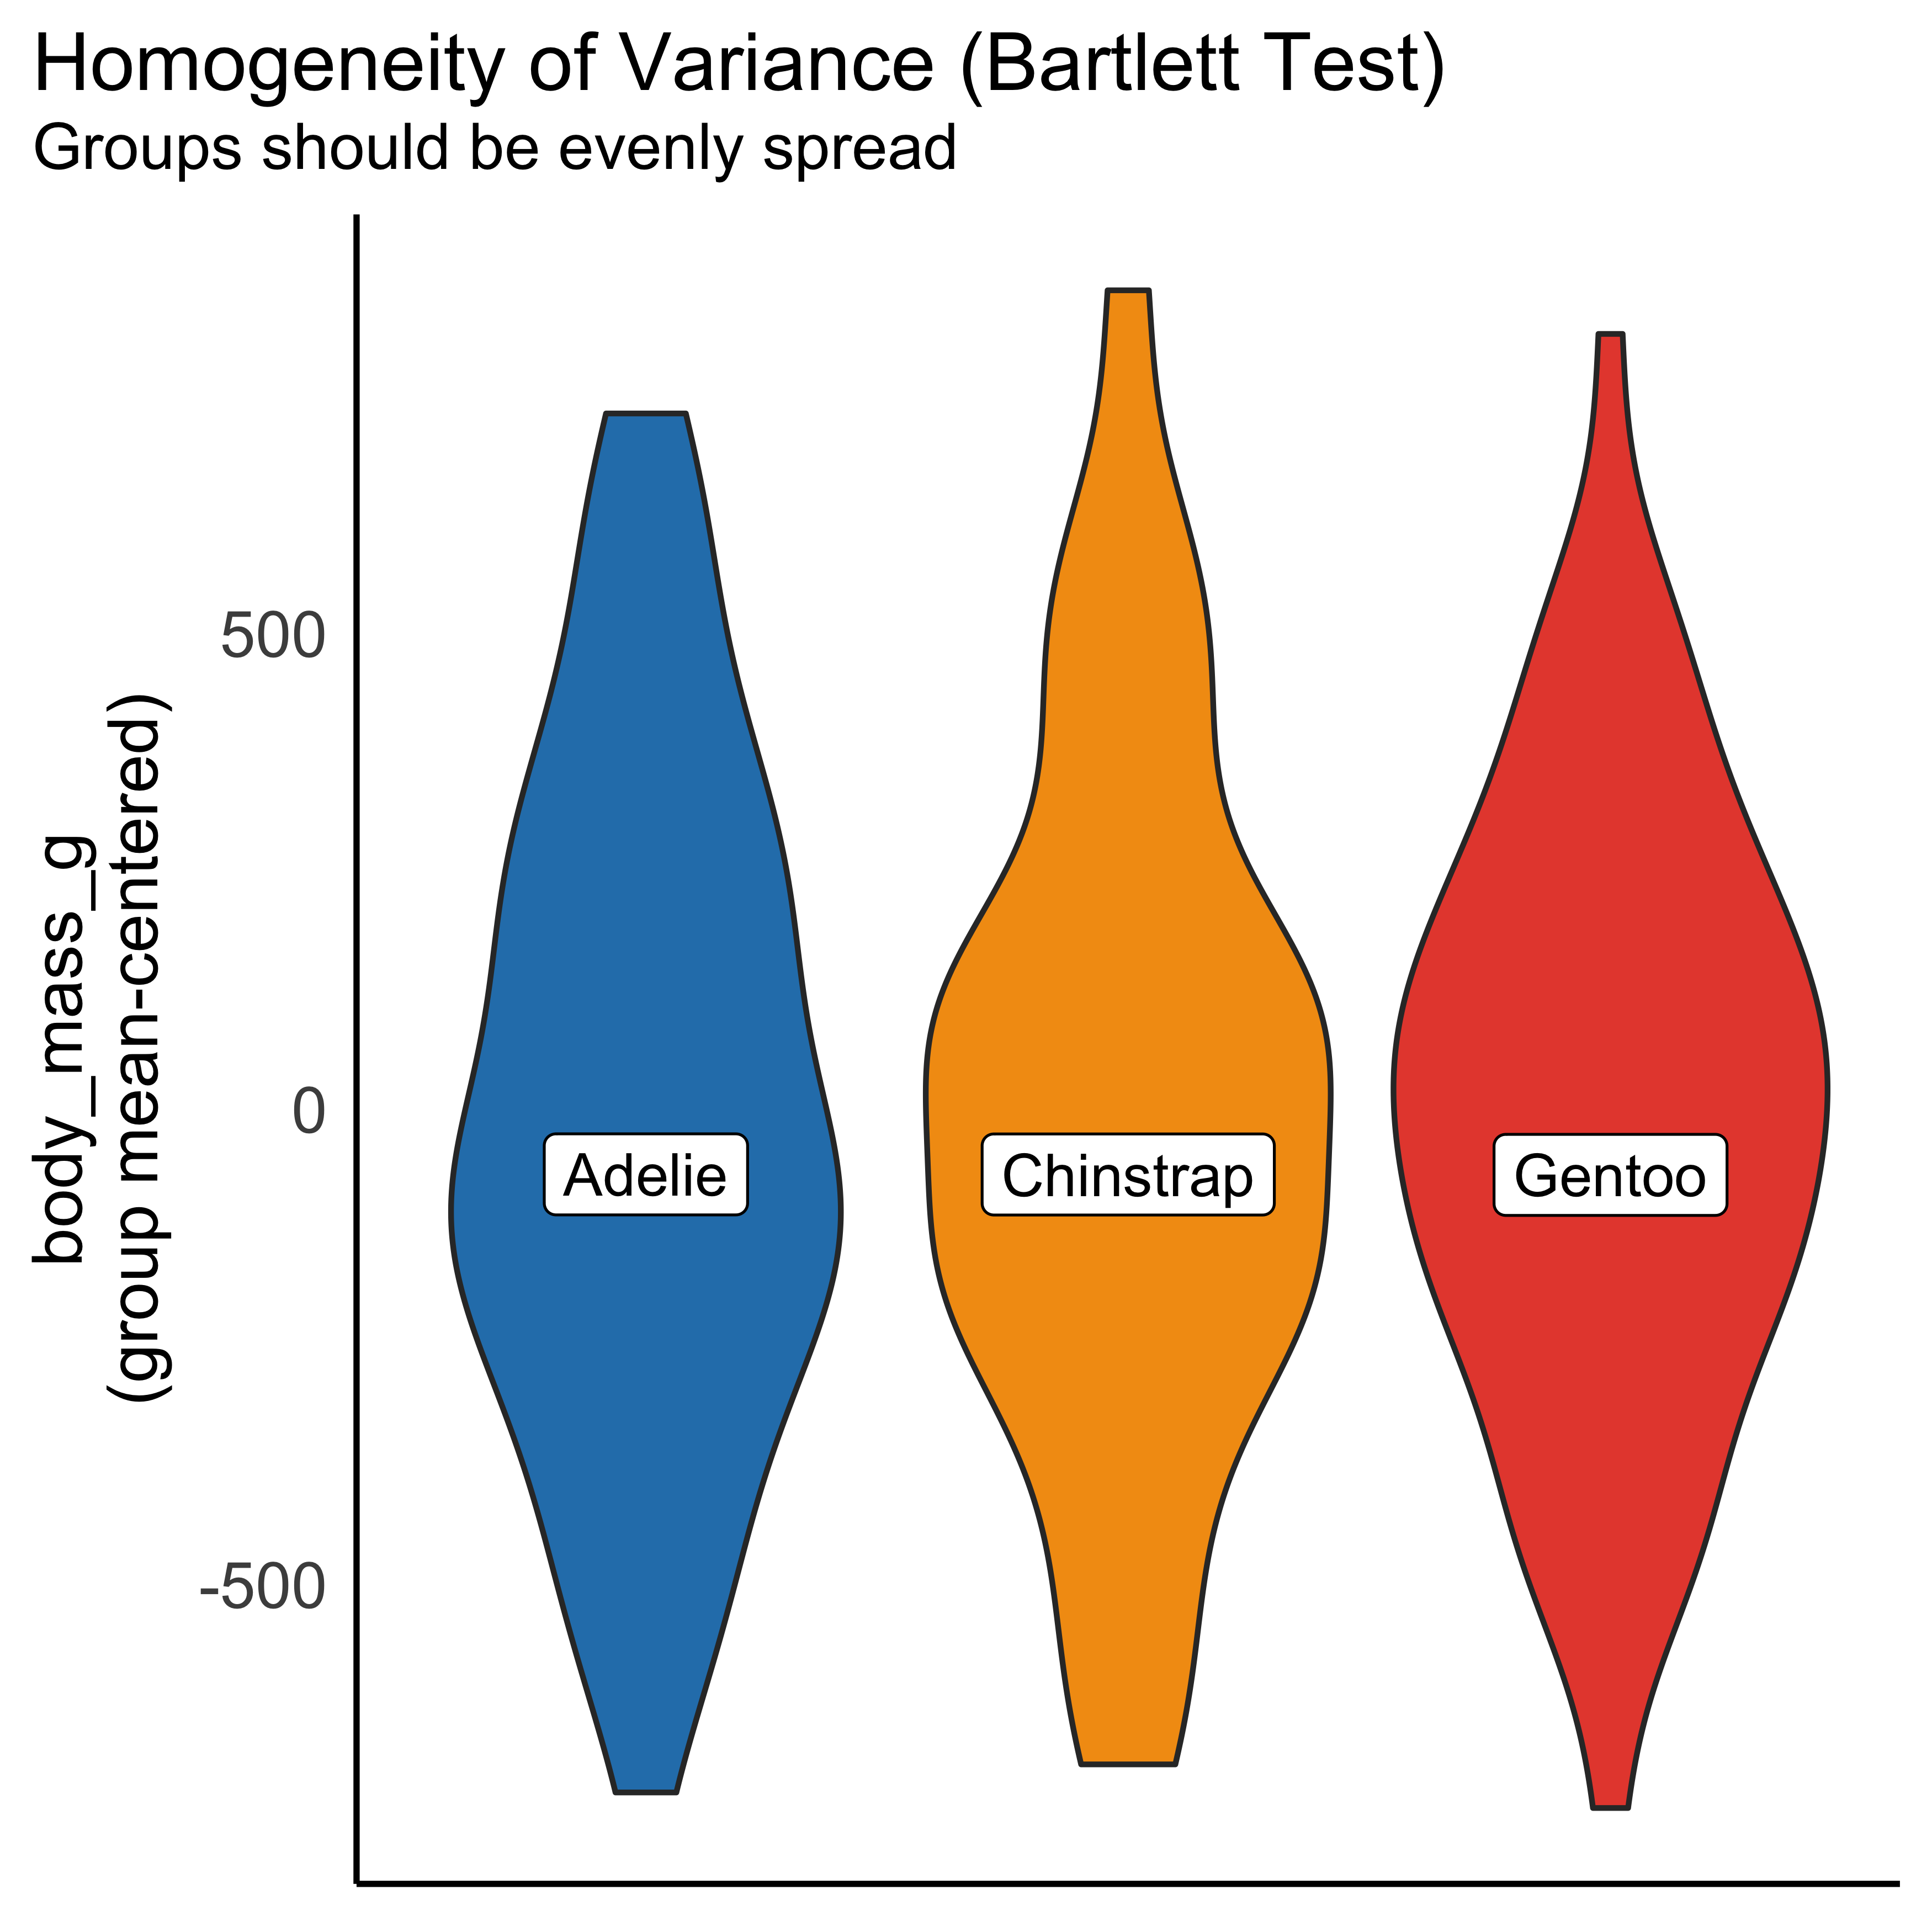 Homogeneity of Variance (Bartlett Test)
Groups should be evenly spread
body_mass_g
(group mean-centered)
500
0
-500
Adelie
Chinstrap
Gentoo